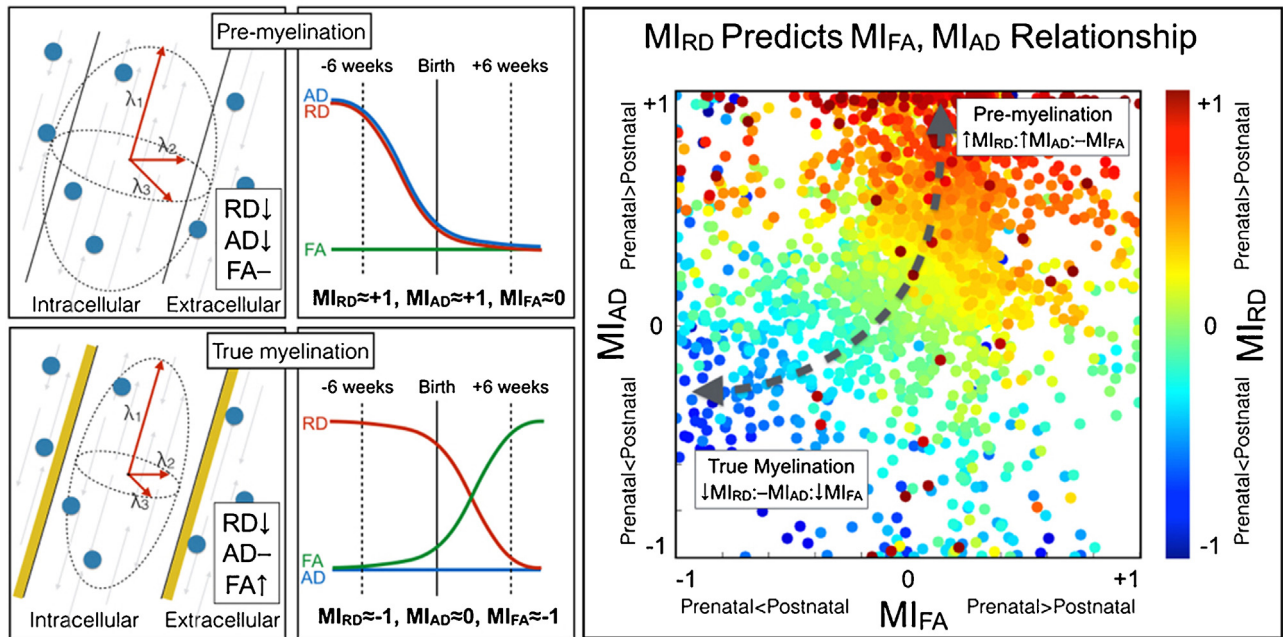 Pre-myelination
λ1
λ2
λ3
RD↓
AD↓
FA–
Intracellular
Extracellular
-6 weeks
Birth
+6 weeks
AD
RD
FA
MIRD≈+1, MIAD≈+1, MIFA≈0
True myelination
λ1
λ2
λ3
RD↓
AD–
FA↑
Intracellular
Extracellular
-6 weeks
Birth
+6 weeks
RD
FA
AD
MIRD≈-1, MIAD≈0, MIFA≈-1
MIRD Predicts MIFA, MIAD Relationship
+1
0
-1
Prenatal>Postnatal
MIAD
Prenatal<Postnatal
Pre-myelination
↑MIRD:↑MIAD:–MIFA
True Myelination
↓MIRD:–MIAD:↓MIFA
-1
0
+1
Prenatal<Postnatal
MIFA
Prenatal>Postnatal
+1
0
-1
Prenatal>Postnatal
MIRD
Prenatal<Postnatal